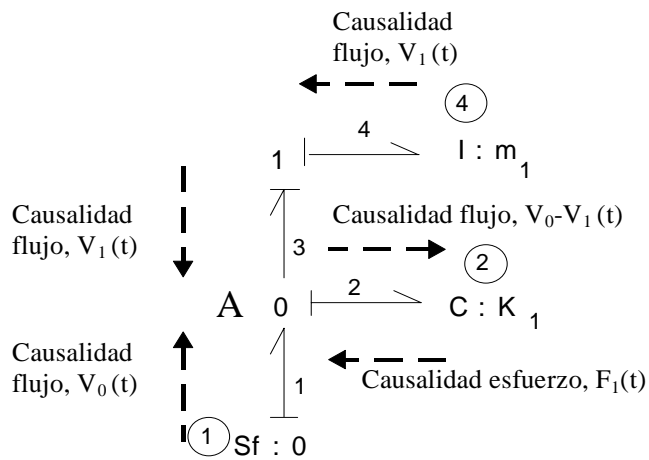 Causalidad
flujo, V₁(t)
4
4
1
I : m₁
Causalidad
flujo, V₁(t)
Causalidad flujo, V₀-V₁(t)
3
2
2
A 0
C : K₁
Causalidad
flujo, V₀(t)
1
Causalidad esfuerzo, F₁(t)
1
Sf : 0